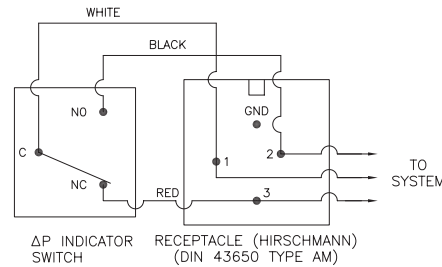 WHITE
BLACK
NO
GND
C
1
2
TO
SYSTEM
NC
RED
3
ΔP INDICATOR
SWITCH
RECEPTACLE (HIRSCHMANN)
(DIN 43650 TYPE AM)